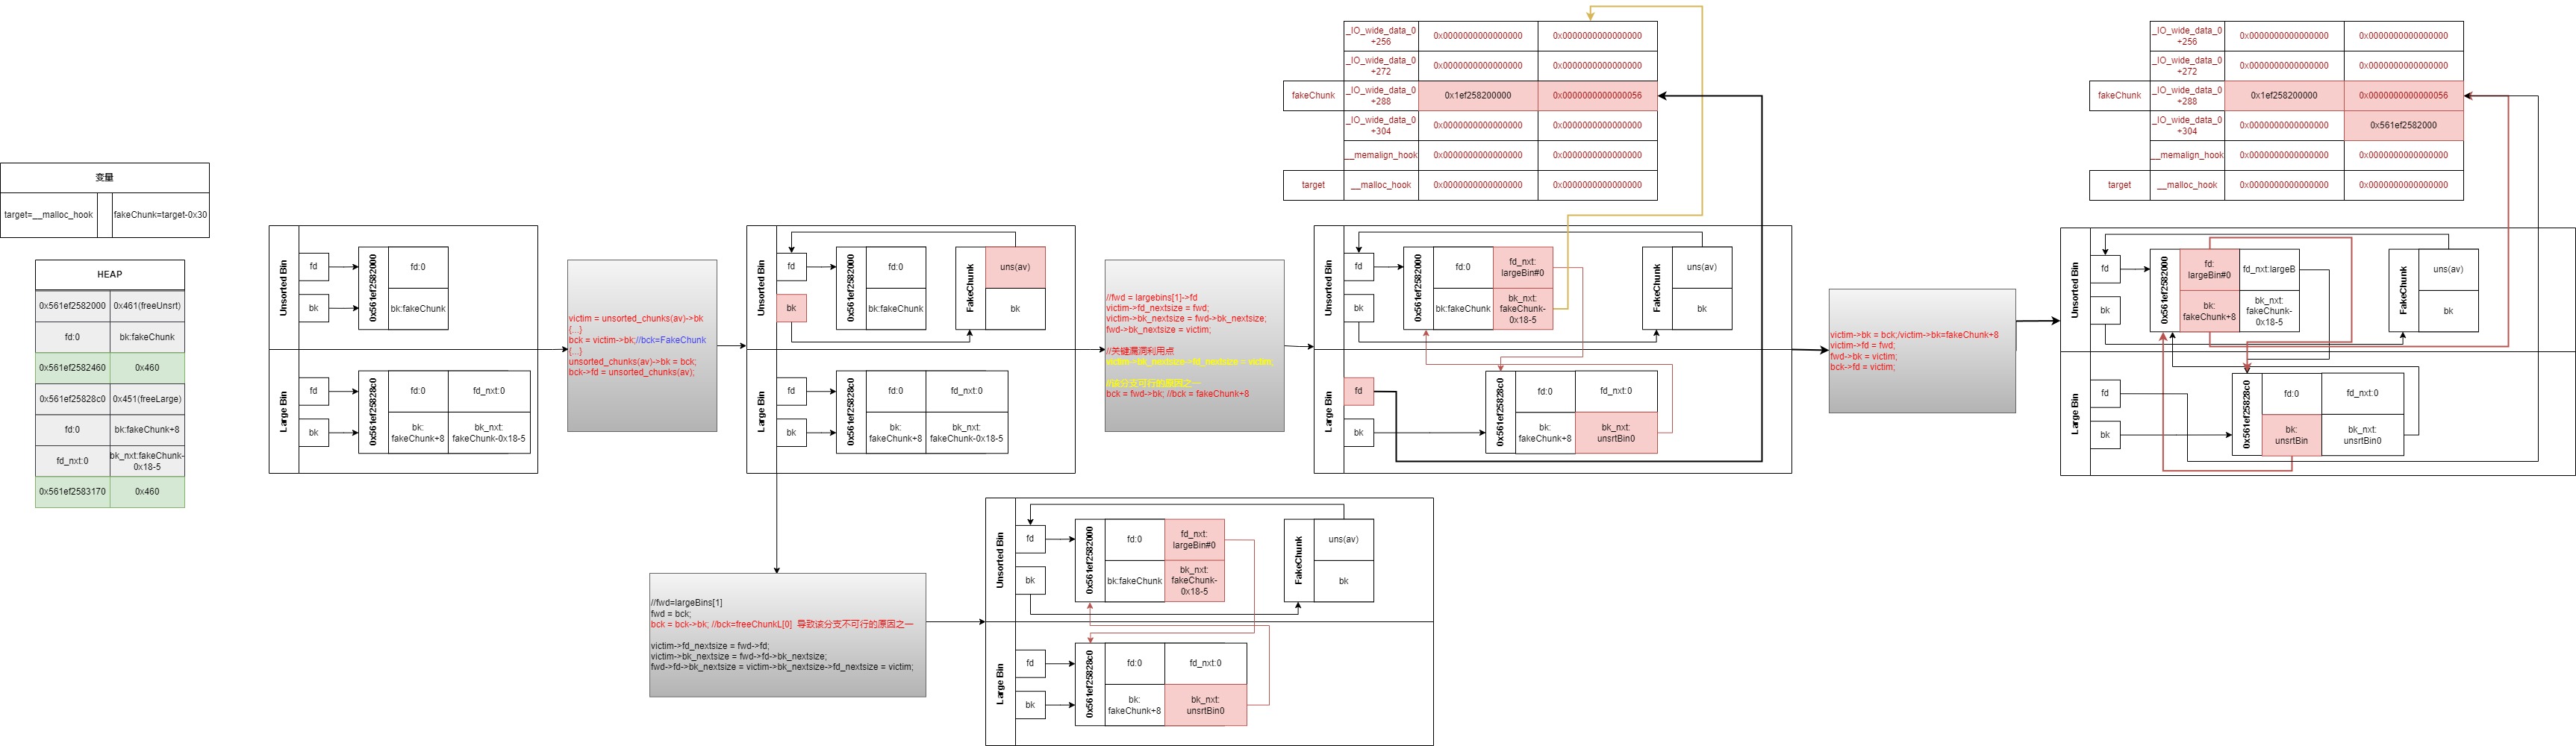 变量
target=__malloc_hook
fakeChunk=target-0x30
HEAP
0x561ef2582000
0x461(freeUnsrt)
fd:0
bk:fakeChunk
0x561ef2582460
0x460
0x561ef25828c0
0x451(freeLarge)
fd:0
bk:fakeChunk+8
fd_nxt:0
bk_nxt:fakeChunk-
0x18-5
0x561ef2583170
0x460
Unsorted Bin
fd
bk
0x561ef2582000
fd:0
bk:fakeChunk
Large Bin
fd
bk
0x561ef25828c0
fd:0
fd_nxt:0
bk:
fakeChunk+8
bk_nxt:
fakeChunk-0x18-5
victim = unsorted_chunks(av)->bk
{...}
bck = victim->bk;//bck=FakeChunk
{...}
unsorted_chunks(av)->bk = bck;
bck->fd = unsorted_chunks(av);
Unsorted Bin
fd
bk
0x561ef2582000
fd:0
bk:fakeChunk
FakeChunk
uns(av)
bk
Large Bin
fd
bk
0x561ef25828c0
fd:0
fd_nxt:0
bk:
fakeChunk+8
bk_nxt:
fakeChunk-0x18-5
//fwd=largeBins[1]
fwd = bck;
bck = bck->bk; //bck=freeChunkL[0] 导致该分支不可行的原因之一
victim->fd_nextsize = fwd->fd;
victim->bk_nextsize = fwd->fd->bk_nextsize;
fwd->fd->bk_nextsize = victim->bk_nextsize->fd_nextsize = victim;
Unsorted Bin
fd
bk
0x561ef2582000
fd:0
fd_nxt:
largeBin#0
bk:fakeChunk
bk_nxt:
fakeChunk-
0x18-5
FakeChunk
uns(av)
bk
Large Bin
fd
bk
0x561ef25828c0
fd:0
fd_nxt:0
bk:
fakeChunk+8
bk_nxt:
unsrtBin0
//fwd = largebins[1]->fd
victim->fd_nextsize = fwd;
victim->bk_nextsize = fwd->bk_nextsize;
fwd->bk_nextsize = victim;
//关键漏洞利用点
victim->bk_nextsize->fd_nextsize = victim;
//该分支可行的原因之一
bck = fwd->bk; //bck = fakeChunk+8
_IO_wide_data_0
+256
0x0000000000000000
0x0000000000000000
_IO_wide_data_0
+272
0x0000000000000000
0x0000000000000000
fakeChunk
_IO_wide_data_0
+288
0x1ef258200000
0x0000000000000056
_IO_wide_data_0
+304
0x0000000000000000
0x0000000000000000
__memalign_hook
0x0000000000000000
0x0000000000000000
target
__malloc_hook
0x0000000000000000
0x0000000000000000
Unsorted Bin
fd
bk
0x561ef2582000
fd:0
fd_nxt:
largeBin#0
bk:fakeChunk
bk_nxt:
fakeChunk-
0x18-5
FakeChunk
uns(av)
bk
Large Bin
fd
bk
0x561ef25828c0
fd:0
fd_nxt:0
bk:
fakeChunk+8
bk_nxt:
unsrtBin0
victim->bk = bck;/victim->bk=fakeChunk+8
victim->fd = fwd;
fwd->bk = victim;
bck->fd = victim;
_IO_wide_data_0
+256
0x0000000000000000
0x0000000000000000
_IO_wide_data_0
+272
0x0000000000000000
0x0000000000000000
fakeChunk
_IO_wide_data_0
+288
0x1ef258200000
0x0000000000000056
_IO_wide_data_0
+304
0x0000000000000000
0x561ef2582000
__memalign_hook
0x0000000000000000
0x0000000000000000
target
__malloc_hook
0x0000000000000000
0x0000000000000000
Unsorted Bin
fd
bk
0x561ef2582000
fd:
largeBin#0
fd_nxt:largeB
bk:
fakeChunk+8
bk_nxt:
fakeChunk-
0x18-5
FakeChunk
uns(av)
bk
Large Bin
fd
bk
0x561ef25828c0
fd:0
fd_nxt:0
bk:
unsrtBin
bk_nxt:
unsrtBin0